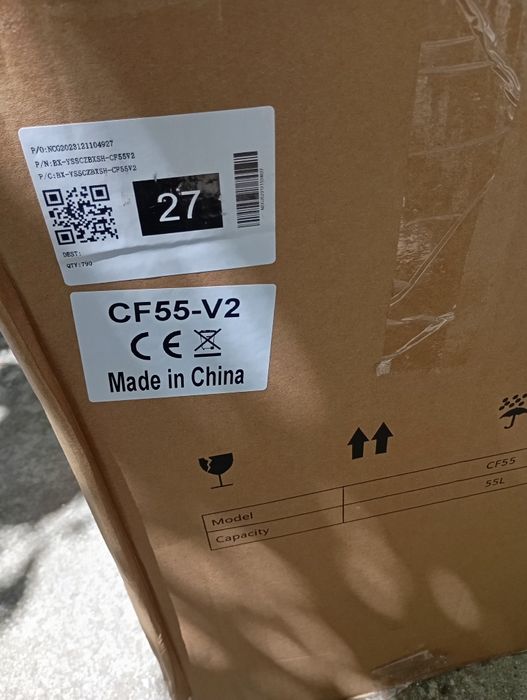 P/O:NCG2023121104927
P/N:BX-YSSCZBXSH-CF55V2
P/C:BX-YSSCZBXSH-CF55V2
27
DEST:
QTY:790
CF55-V2
CE
Made in China
Model CF55
Capacity 55L